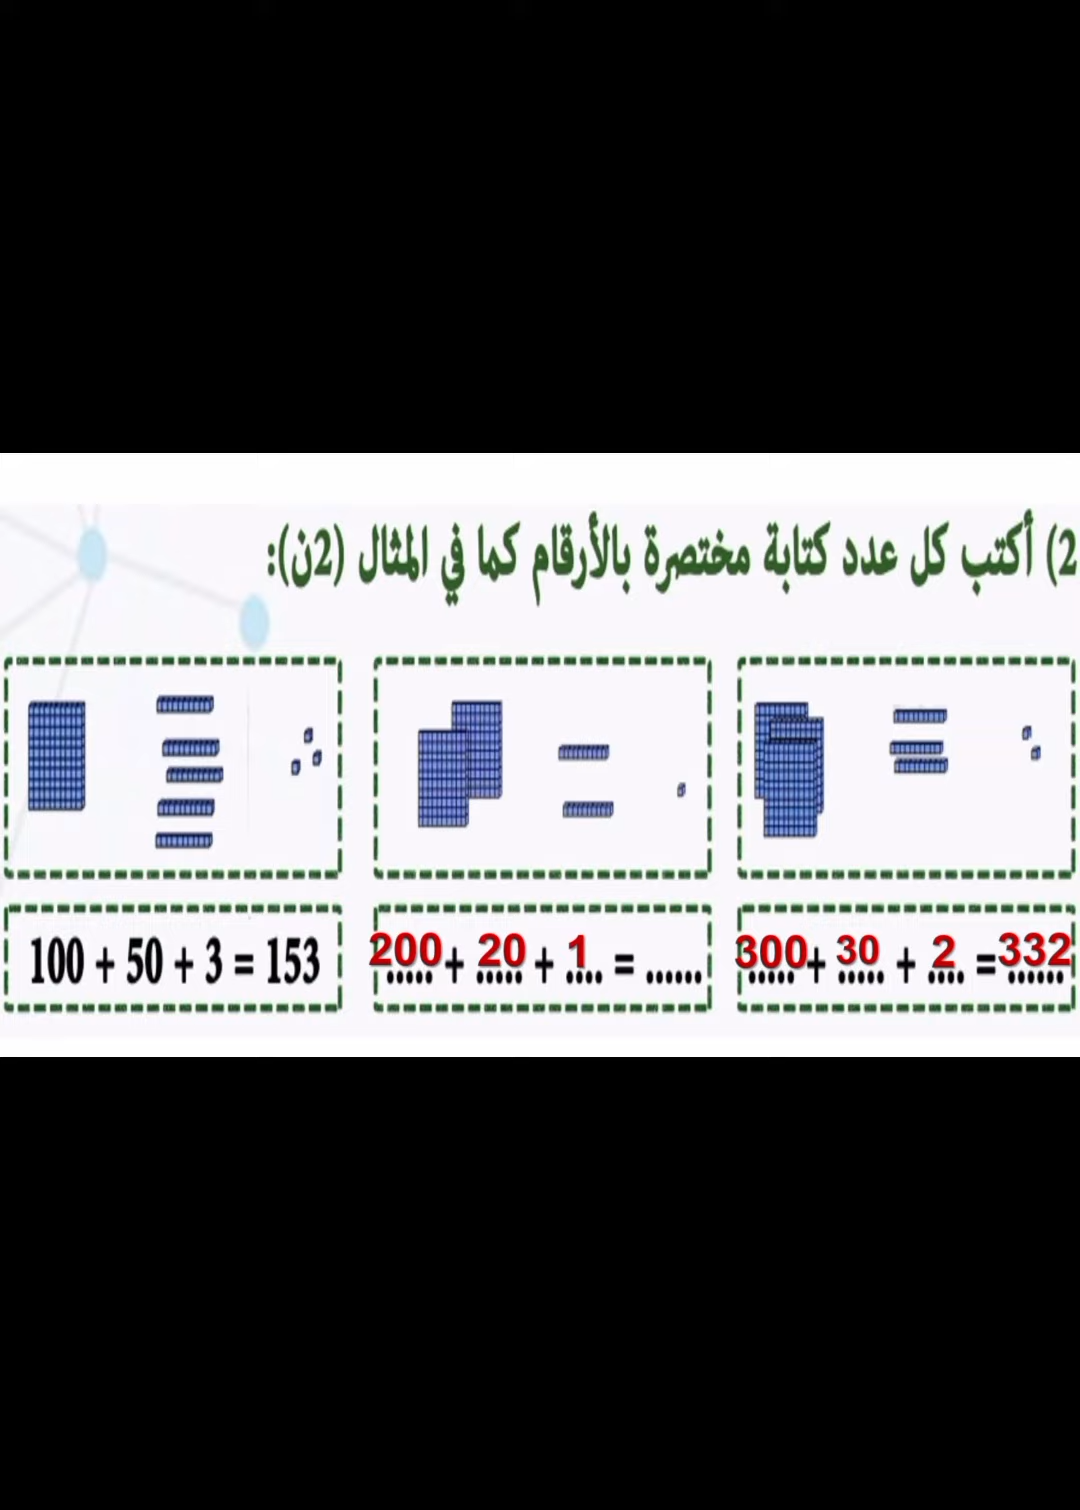 2) أكتب كل عدد كتابة مختصرة بالأرقام كما في المثال (2ن):
100 + 50 + 3 = 153
200 + 20 + 1 = ......
300 + 30 + 2 = 332